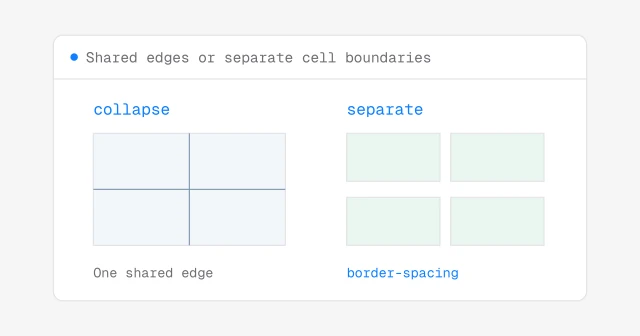 Shared edges or separate cell boundaries
collapse
separate
One shared edge
border-spacing